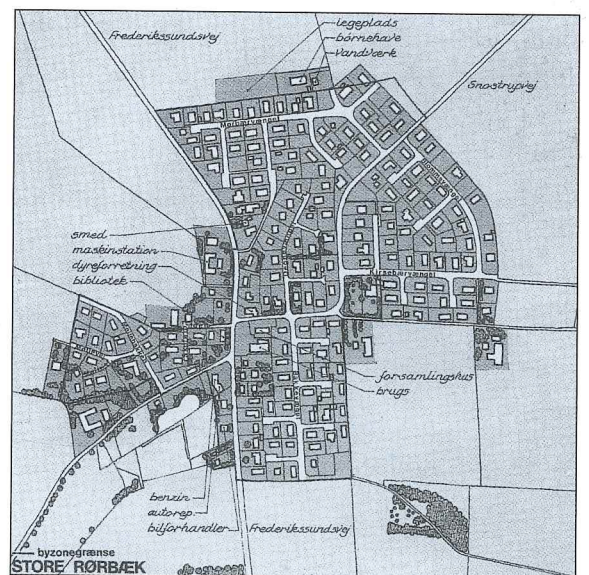 legeplads
børnehave
vandværk
Frederikssundsvej
Snostrupvej
Morbærvænget
Kirsebærvænget
smed
maskinstation
dyreforretning
bibliotek
forsamlingshus
brugs
benzin
autorep.
bilforhandler
Frederikssundsvej
byzonegrænse
STORE RØRBÆK